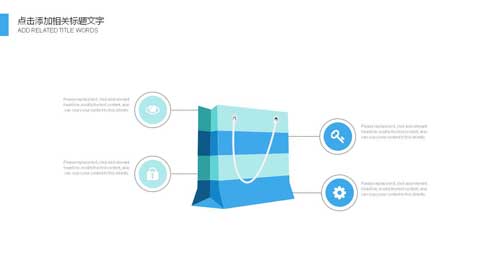 点击添加相关标题文字
ADD RELATED TITLE WORDS
Please replace text, click add relevant
headline, modify the text content, also
can copy your content to this directly.
Please replace text, click add relevant
headline, modify the text content, also
can copy your content to this directly.
Please replace text, click add relevant
headline, modify the text content, also
can copy your content to this directly.
Please replace text, click add relevant
headline, modify the text content, also
can copy your content to this directly.